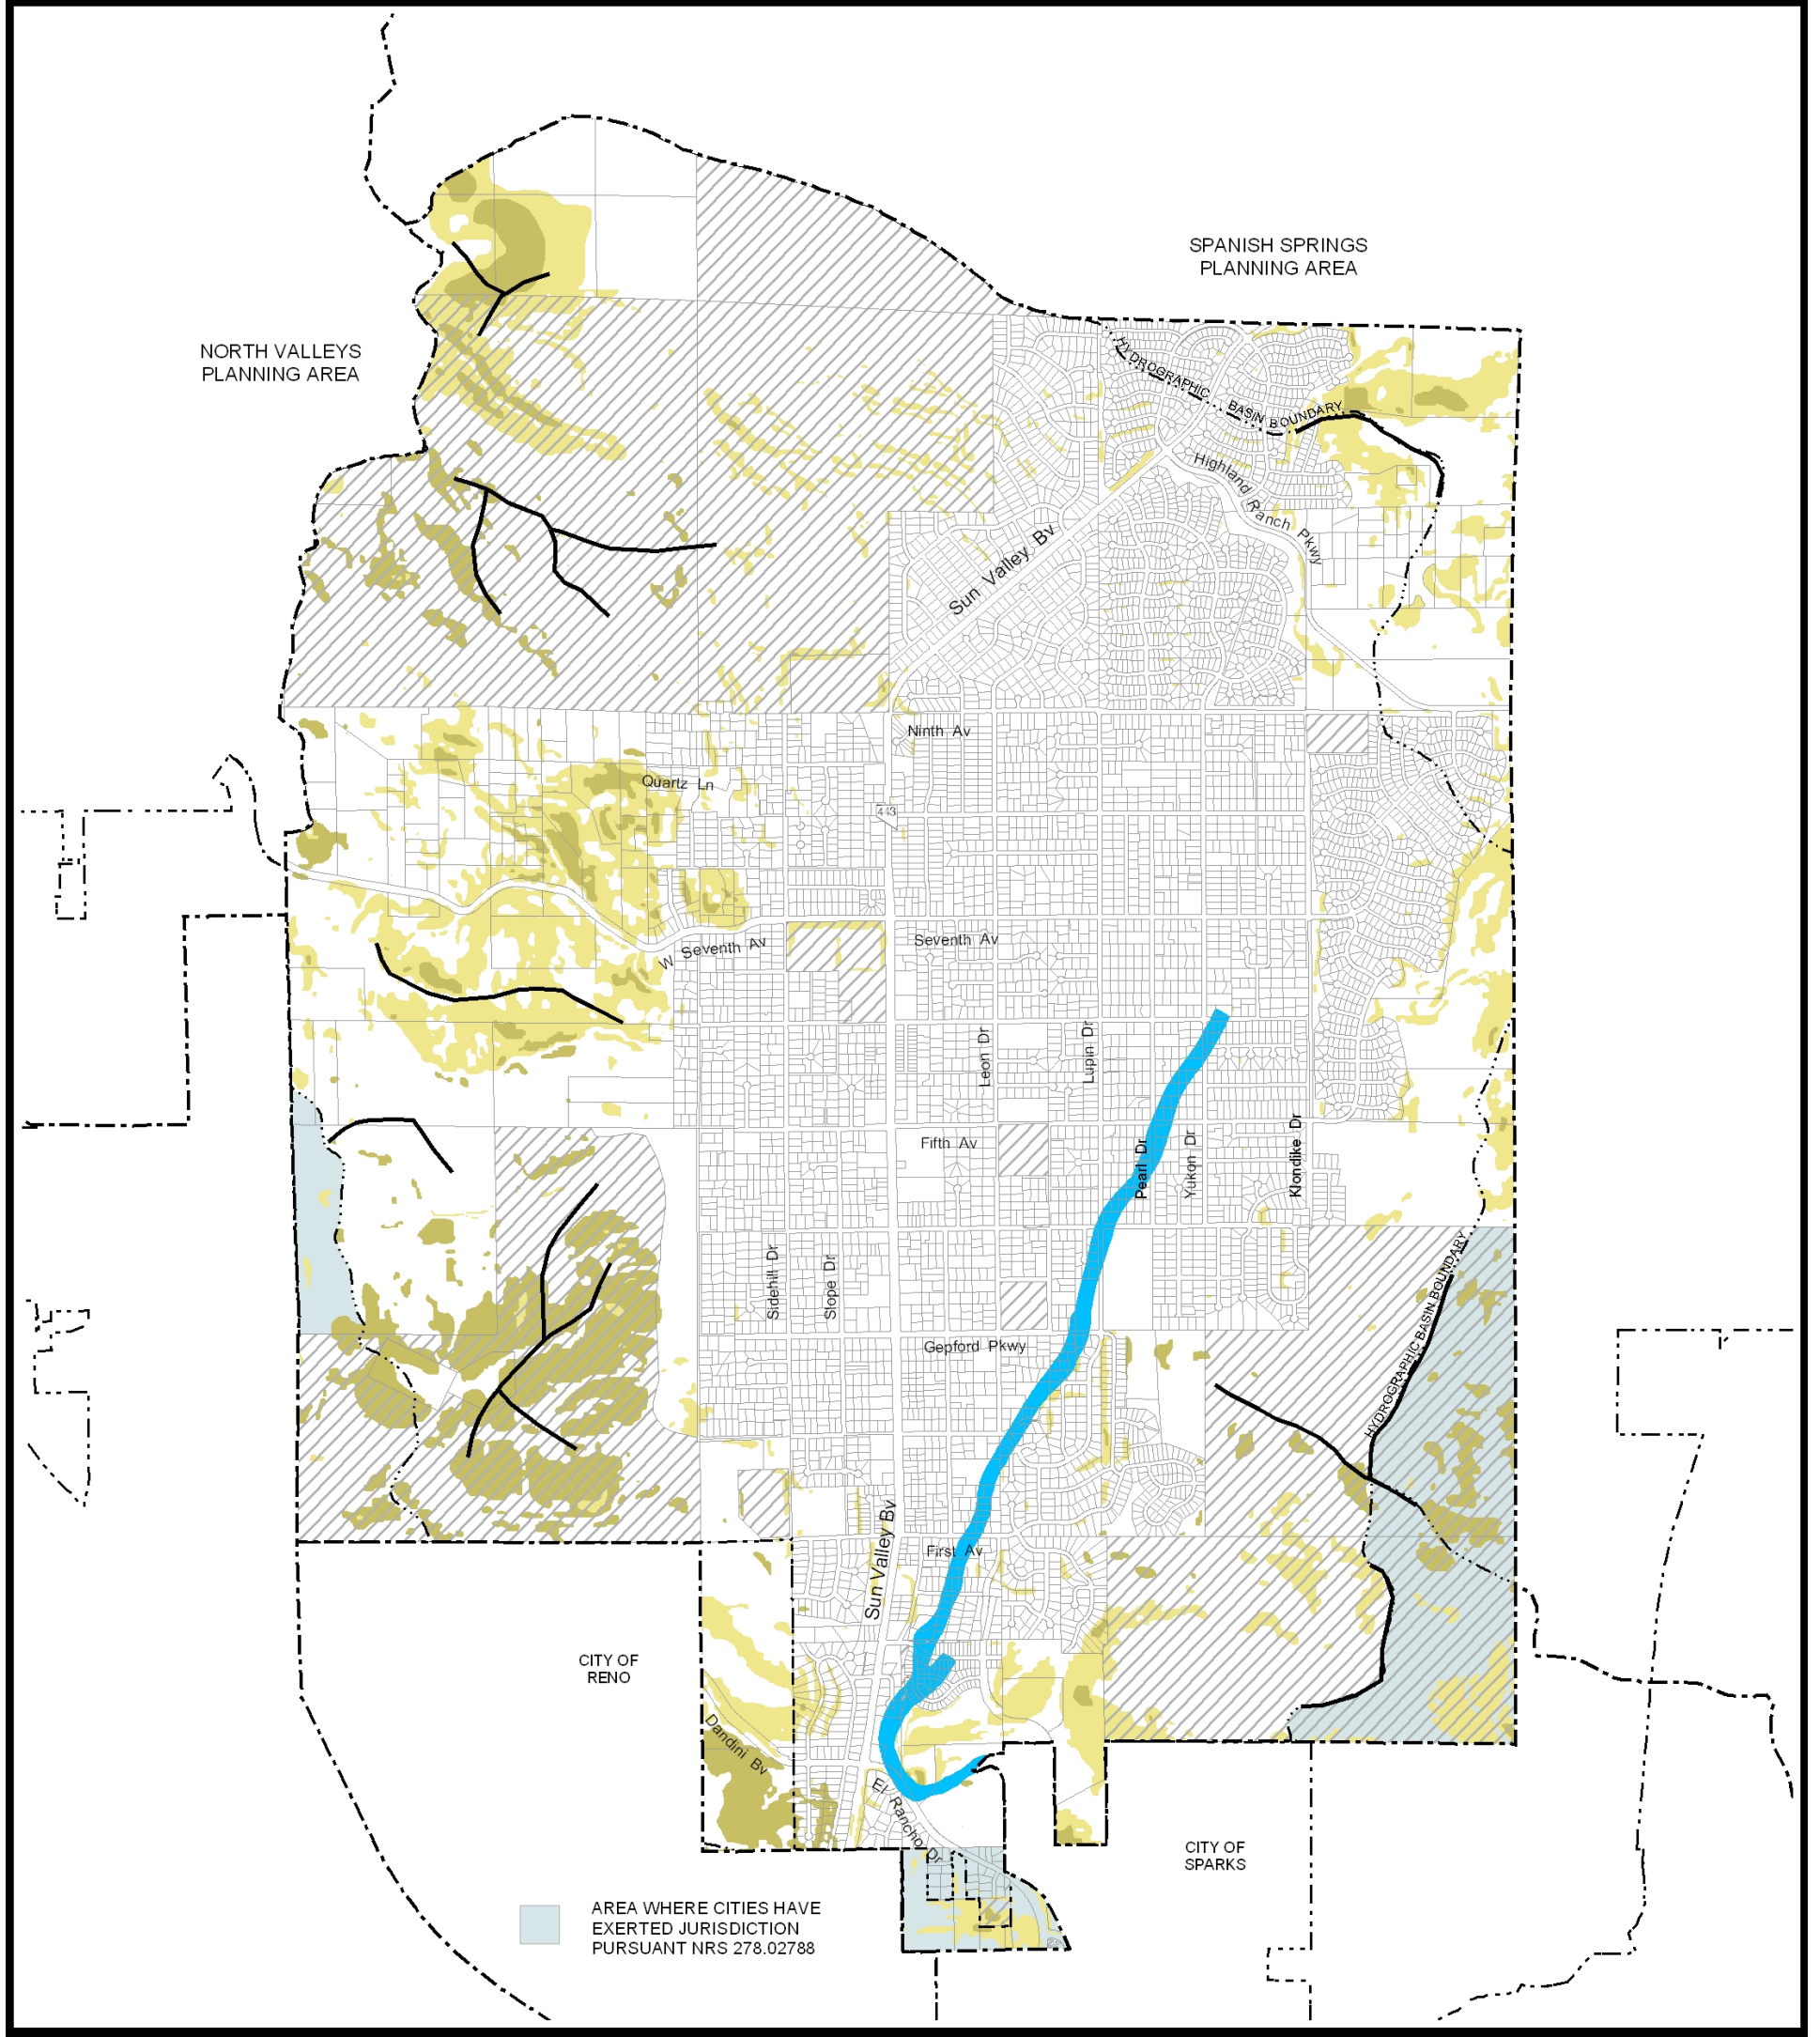 SPANISH SPRINGS
PLANNING AREA
NORTH VALLEYS
PLANNING AREA
HYDROGRAPHIC BASIN BOUNDARY
Highland Ranch Pkwy
Sun Valley Bv
Ninth Av
Quartz Ln
443
W Seventh Av
Seventh Av
Leon Dr
Lupin Dr
Fifth Av
Pearl Dr
Yukon Dr
Klondike Dr
Sidehill Dr
Slope Dr
HYDROGRAPHIC BASIN BOUNDARY
Gepford Pkwy
Sun Valley Bv
First Av
CITY OF
RENO
Dandini Bv
El Rancho Dr
CITY OF
SPARKS
AREA WHERE CITIES HAVE
EXERTED JURISDICTION
PURSUANT NRS 278.02788